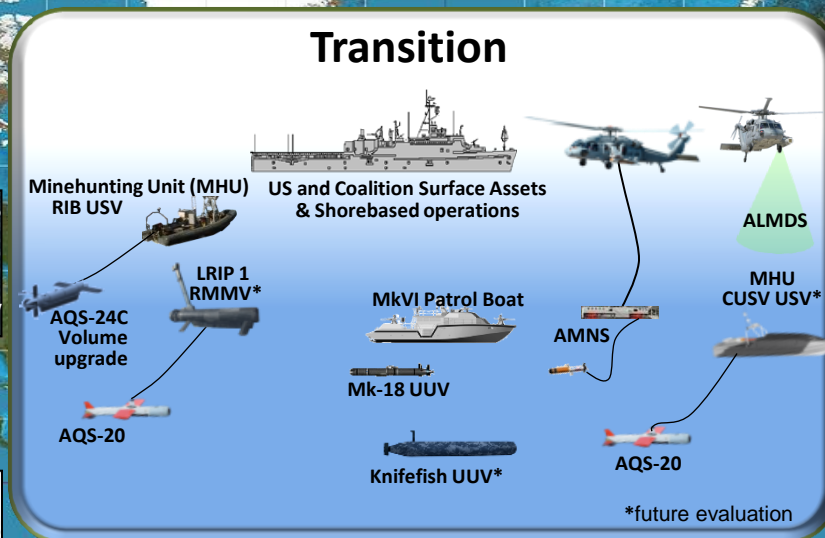 Transition
Minehunting Unit (MHU)
RIB USV
US and Coalition Surface Assets
& Shorebased operations
ALMDS
LRIP 1
RMMV*
MHU
CUSV USV*
AQS-24C
Volume
upgrade
MkVI Patrol Boat
AMNS
Mk-18 UUV
AQS-20
Knifefish UUV*
AQS-20
*future evaluation